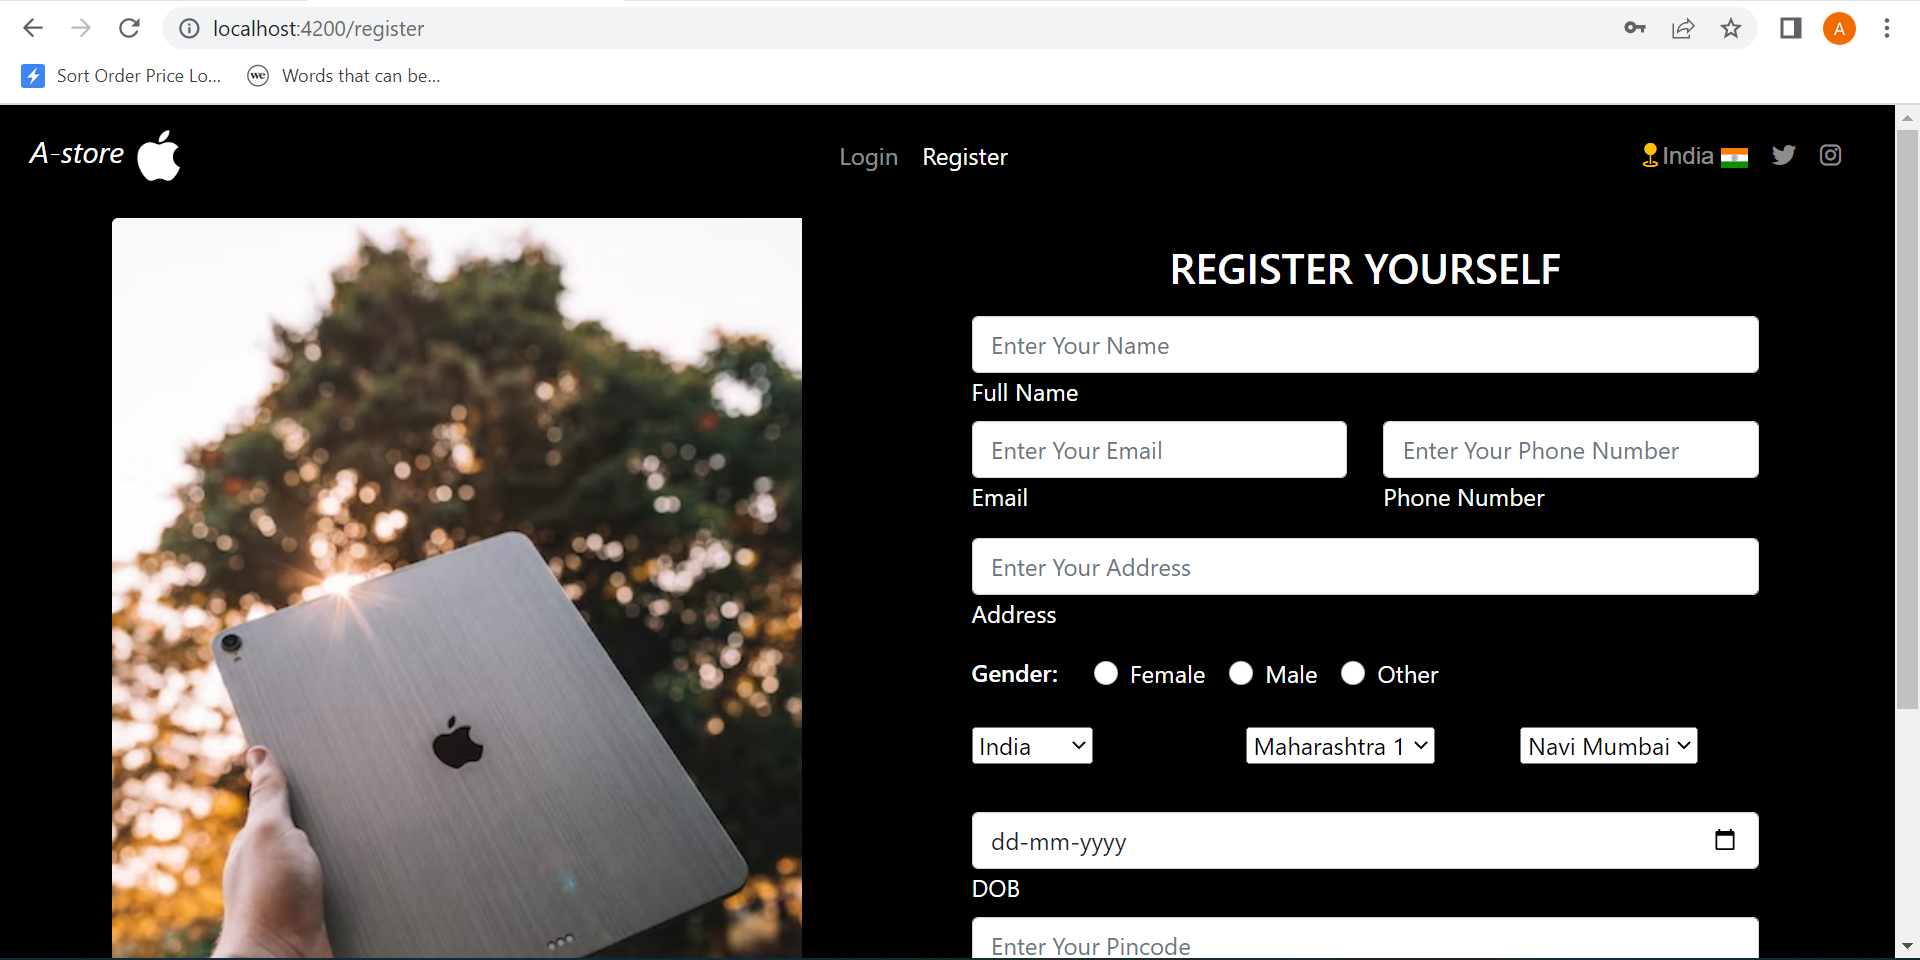 localhost:4200/register
A
Sort Order Price Lo...
we
Words that can be...
A-store
Login Register
India
REGISTER YOURSELF
Enter Your Name
Full Name
Enter Your Email Enter Your Phone Number
Email Phone Number
Enter Your Address
Address
Gender: Female Male Other
India Maharashtra 1 Navi Mumbai
dd-mm-yyyy
DOB
Enter Your Pincode